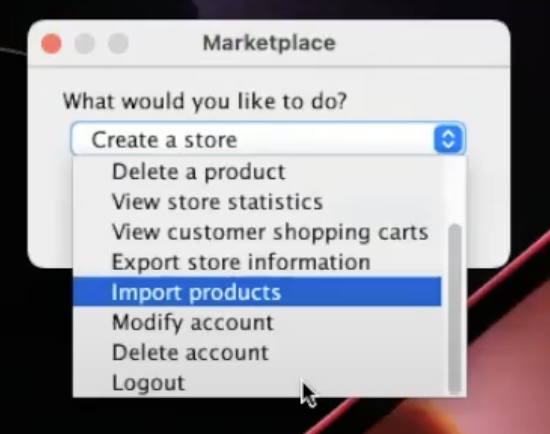 Marketplace
What would you like to do?
Create a store
Delete a product
View store statistics
View customer shopping carts
Export store information
Import products
Modify account
Delete account
Logout